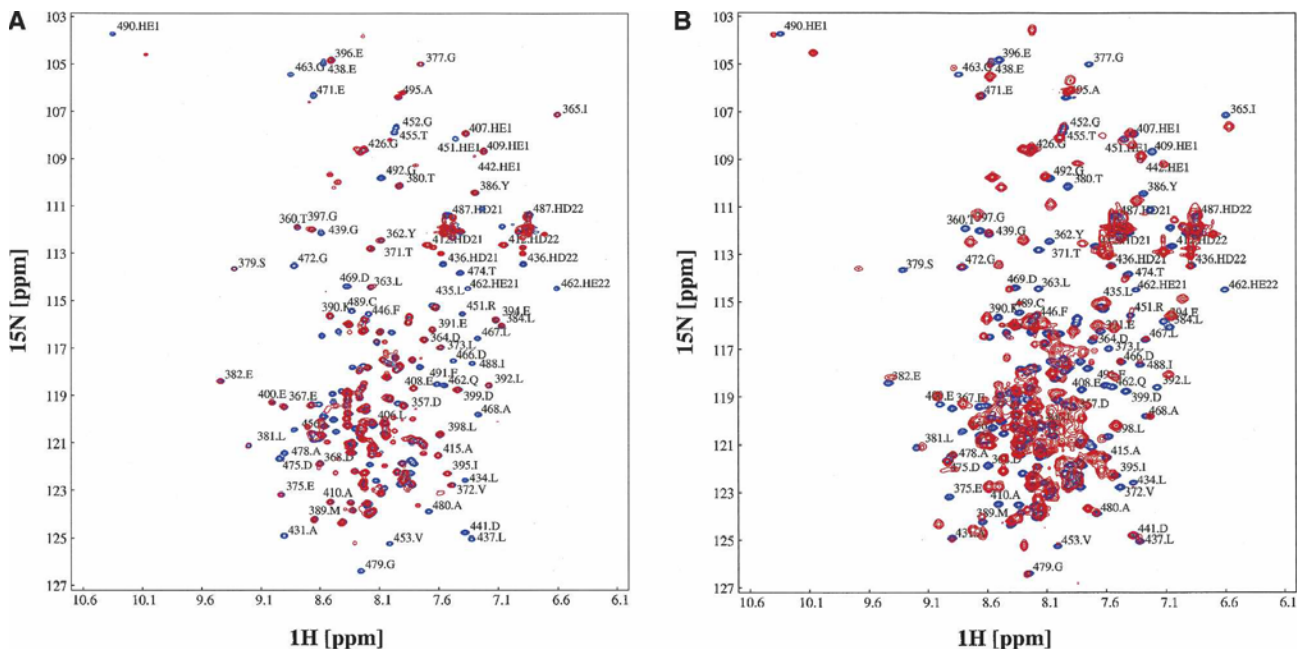 A
103
105
107
109
111
113
115
117
119
121
123
125
127
15N [ppm]
10.6 10.1 9.6 9.1 8.6 8.1 7.6 7.1 6.6 6.1
1H [ppm]
490.HE1
396.E
463.G 438.E
377.G
471.E
495.A
365.I
452.G
455.T
407.HE1
451.HE1 409.HE1
426.G
442.HE1
492.G
380.T
386.Y
487.HD21 487.HD22
360.T 397.G
439.G
362.Y
412.HD21
371.T
436.HD21 436.HD22
379.S
472.G
474.T
469.D 363.L
462.HE21 462.HE22
435.L
489.C
390.K 446.F
451.R
394.E
384.L
391.E
364.D
467.L
373.L
466.D
488.I
382.E
491.F
408.E 462.Q 392.L
399.D
400.E 367.E
357.D
468.A
406.L
398.L
381.L
478.A
415.A
475.D 368.D
395.I
434.L
375.E
372.V
410.A
480.A
389.M
431.A
441.D
453.V 437.L
479.G
B
103
105
107
109
111
113
115
117
119
121
123
125
127
15N [ppm]
10.6 10.1 9.6 9.1 8.6 8.1 7.6 7.1 6.6 6.1
1H [ppm]
490.HE1
396.E
463.G 438.E
377.G
471.E
365.I
452.G
455.T
407.HE1
451.HE1 409.HE1
426.G
442.HE1
492.G
380.T
386.Y
487.HD21 487.HD22
360.T 397.G
439.G
362.Y
371.T
436.HD21 436.HD22
379.S
472.G
474.T
469.D 363.L
462.HE21 462.HE22
435.L
489.C
446.F
451.R
394.E
384.L
391.E
364.D
467.L
373.L
466.D
488.I
382.E
408.E 462.Q 392.L
399.D
367.E
357.D
468.A
381.L
478.A
415.A
475.D
395.I
434.L
375.E
372.V
410.A
480.A
389.M
441.D
453.V 437.L
479.G